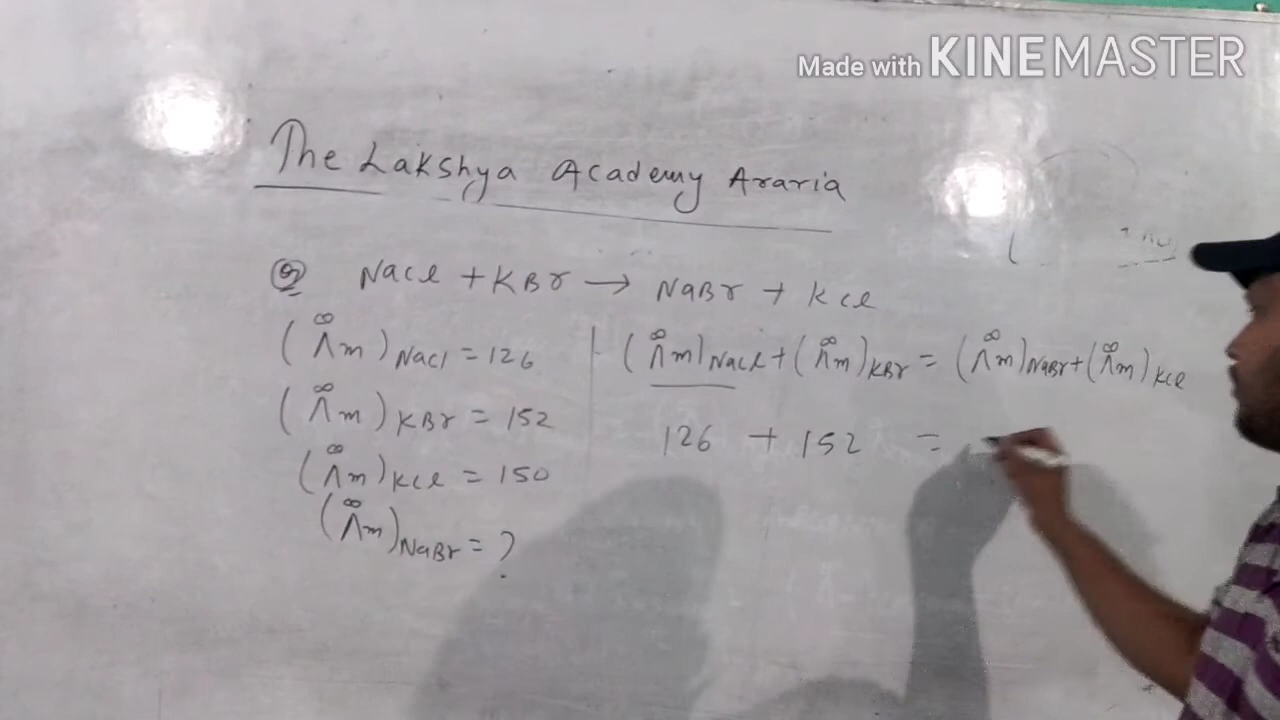 Made with KINEMASTER
The Lakshya Academy Araria
Q NaCl + KBr → NaBr + KCl
(Λ̊m^∞)NaCl = 126
(Λ̊m^∞)KBr = 152
(Λ̊m^∞)KCl = 150
(Λ̊m^∞)NaBr = ?
(Λ̊m^∞)NaCl + (Λ̊m^∞)KBr = (Λ̊m^∞)NaBr + (Λ̊m^∞)KCl
126 + 152 =